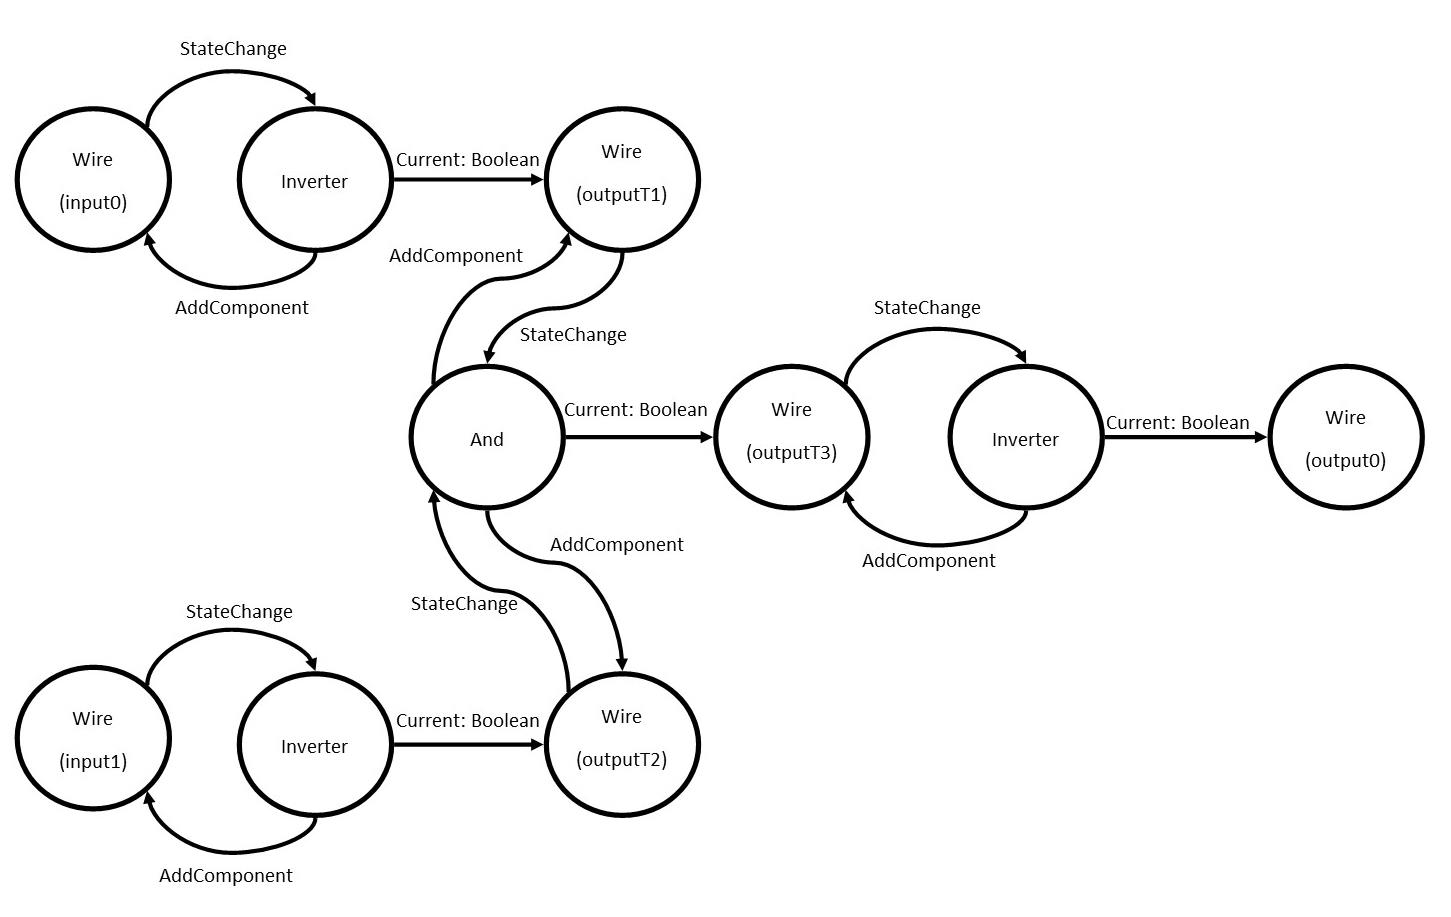 StateChange
Wire
(input0)
Inverter
Current: Boolean
Wire
(outputT1)
AddComponent
AddComponent
StateChange
StateChange
And
Current: Boolean
Wire
(outputT3)
Inverter
Current: Boolean
Wire
(output0)
AddComponent
AddComponent
StateChange
StateChange
Wire
(input1)
Inverter
Current: Boolean
Wire
(outputT2)
AddComponent